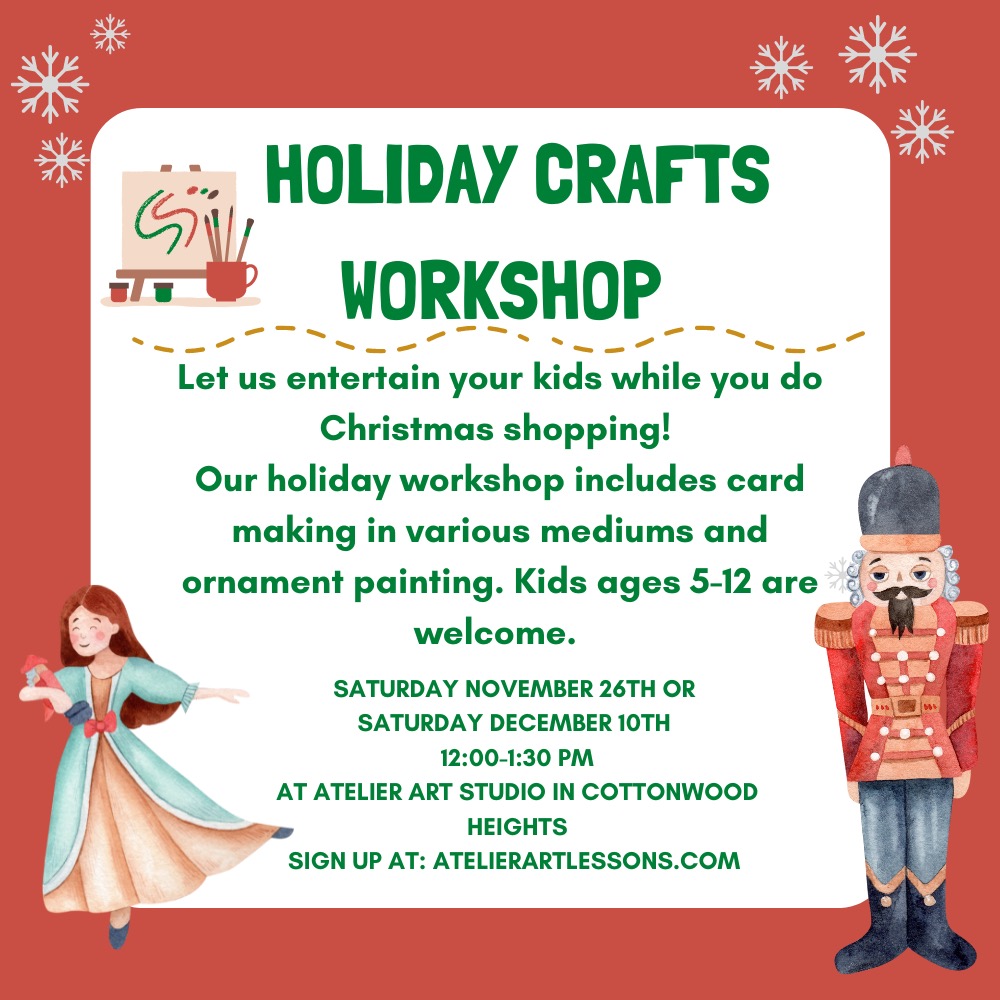 HOLIDAY CRAFTS
WORKSHOP
Let us entertain your kids while you do
Christmas shopping!
Our holiday workshop includes card
making in various mediums and
ornament painting. Kids ages 5-12 are
welcome.
SATURDAY NOVEMBER 26TH OR
SATURDAY DECEMBER 10TH
12:00-1:30 PM
AT ATELIER ART STUDIO IN COTTONWOOD
HEIGHTS
SIGN UP AT: ATELIERARTLESSONS.COM